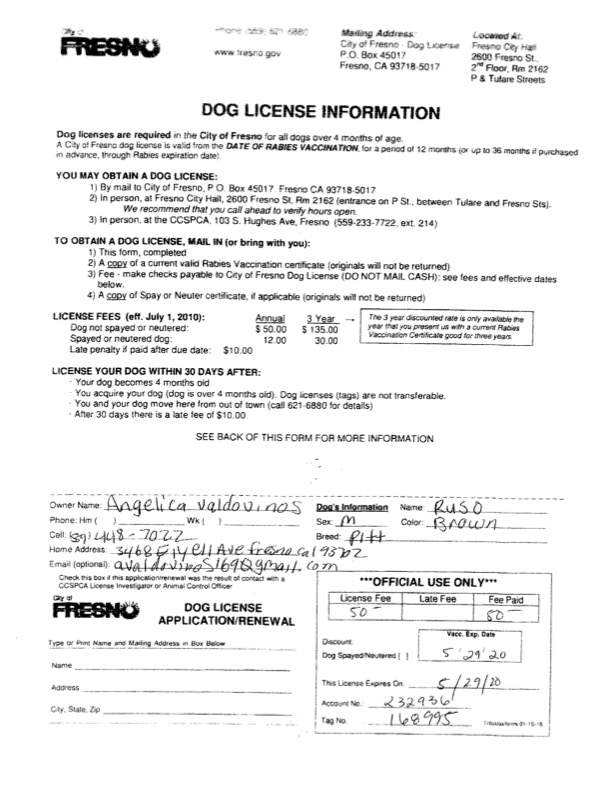 City of
FRESNO
Phone (559) 621-6880
www.fresno.gov
Mailing Address:
City of Fresno - Dog License
P.O. Box 45017
Fresno, CA 93718-5017
Located At:
Fresno City Hall
2600 Fresno St.,
2nd Floor, Rm 2162
P & Tulare Streets
DOG LICENSE INFORMATION
Dog licenses are required in the City of Fresno for all dogs over 4 months of age.
A City of Fresno dog license is valid from the DATE OF RABIES VACCINATION, for a period of 12 months (or up to 36 months if purchased
in advance, through Rabies expiration date).
YOU MAY OBTAIN A DOG LICENSE:
1) By mail to City of Fresno, P.O. Box 45017, Fresno CA 93718-5017
2) In person, at Fresno City Hall, 2600 Fresno St, Rm 2162 (entrance on P St., between Tulare and Fresno Sts).
We recommend that you call ahead to verify hours open.
3) In person, at the CCSPCA, 103 S. Hughes Ave, Fresno (559-233-7722, ext. 214)
TO OBTAIN A DOG LICENSE, MAIL IN (or bring with you):
1) This form, completed
2) A copy of a current valid Rabies Vaccination certificate (originals will not be returned)
3) Fee - make checks payable to City of Fresno Dog License (DO NOT MAIL CASH); see fees and effective dates
below.
4) A copy of Spay or Neuter certificate, if applicable (originals will not be returned)
LICENSE FEES (eff. July 1, 2010): Annual 3 Year →
Dog not spayed or neutered: $ 50.00 $ 135.00
Spayed or neutered dog: 12.00 30.00
Late penalty if paid after due date: $10.00
The 3 year discounted rate is only available the
year that you present us with a current Rabies
Vaccination Certificate good for three years.
LICENSE YOUR DOG WITHIN 30 DAYS AFTER:
· Your dog becomes 4 months old
· You acquire your dog (dog is over 4 months old). Dog licenses (tags) are not transferable.
· You and your dog move here from out of town (call 621-6880 for details)
· After 30 days there is a late fee of $10.00
SEE BACK OF THIS FORM FOR MORE INFORMATION
Owner Name: Angelica Valdovinos
Phone: Hm ( ) Wk ( )
Cell: 448-7022
Home Address: 3468 Ave fresno Ca
Email (optional): avaldovinos169@gmail.com
Check this box if this application/renewal was the result of contact with a
CCSPCA License Investigator or Animal Control Officer
Dog's Information Name: RUSO
Sex: M Color: Brown
Breed: Pitt
City of
FRESNO
DOG LICENSE
APPLICATION/RENEWAL
Type or Print Name and Mailing Address in Box Below
Name
Address
City, State, Zip
***OFFICIAL USE ONLY***
License Fee Late Fee Fee Paid
50 - 50 -
Discount:
Dog Spayed/Neutered [ ]
Vacc. Exp. Date
5/29/20
This License Expires On 5/29/20
Account No. 232936
Tag No. 168995